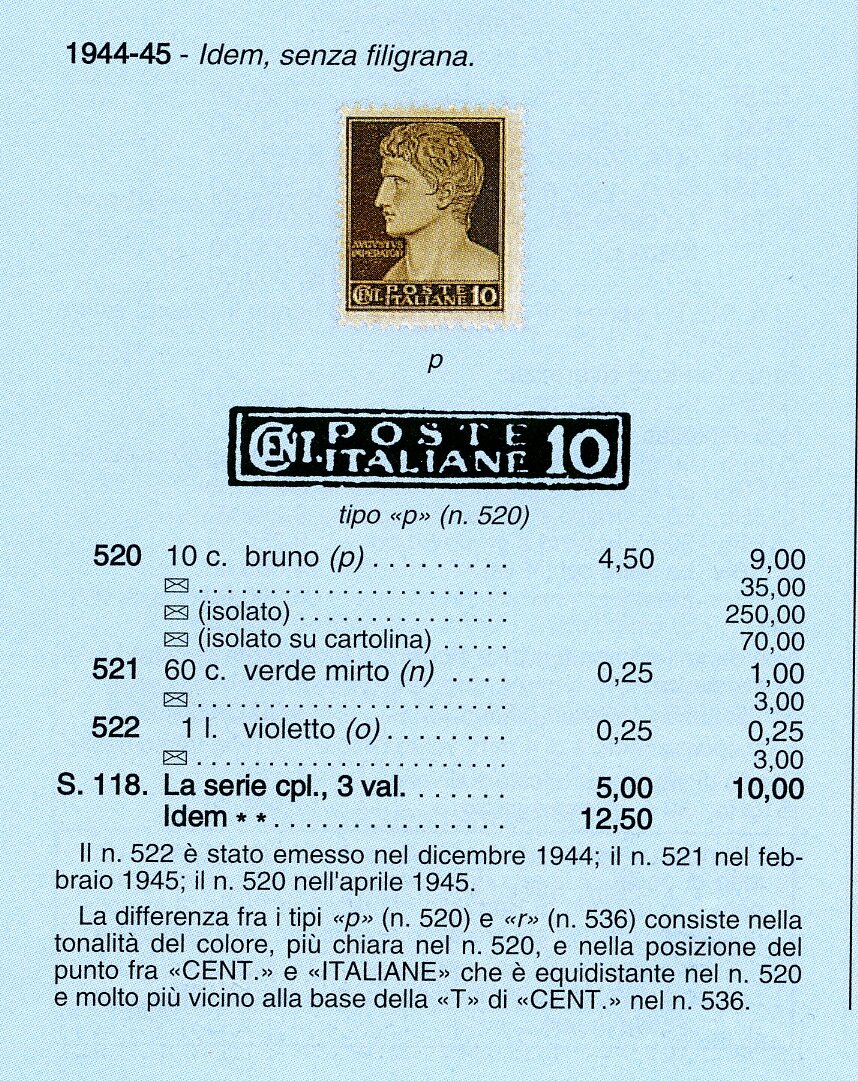 1944-45 - Idem, senza filigrana.
AVGVSTVS
IMPERATOR
CENT. POSTE ITALIANE 10
p
CENT. POSTE ITALIANE 10
tipo «p» (n. 520)
520 10 c. bruno (p) . . . . . . . . . 4,50 9,00
✉ . . . . . . . . . . . . . . . . . . . . . 35,00
✉ (isolato) . . . . . . . . . . . . . . . 250,00
✉ (isolato su cartolina) . . . . . 70,00
521 60 c. verde mirto (n) . . . . 0,25 1,00
✉ . . . . . . . . . . . . . . . . . . . . . 3,00
522 1 l. violetto (o) . . . . . . . . 0,25 0,25
✉ . . . . . . . . . . . . . . . . . . . . . 3,00
S. 118. La serie cpl., 3 val. . . . . . . 5,00 10,00
Idem * * . . . . . . . . . . . . . . . . 12,50
Il n. 522 è stato emesso nel dicembre 1944; il n. 521 nel feb-
braio 1945; il n. 520 nell'aprile 1945.
La differenza fra i tipi «p» (n. 520) e «r» (n. 536) consiste nella
tonalità del colore, più chiara nel n. 520, e nella posizione del
punto fra «CENT.» e «ITALIANE» che è equidistante nel n. 520
e molto più vicino alla base della «T» di «CENT.» nel n. 536.